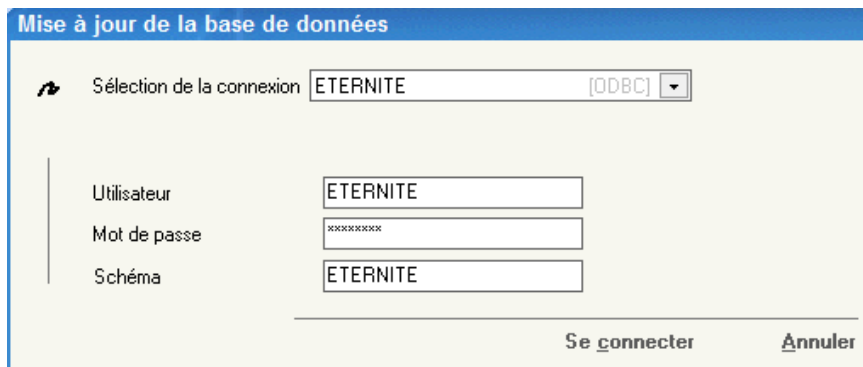 Mise à jour de la base de données
Sélection de la connexion ETERNITE [ODBC]
Utilisateur ETERNITE
Mot de passe ××××××××
Schéma ETERNITE
Se connecter Annuler